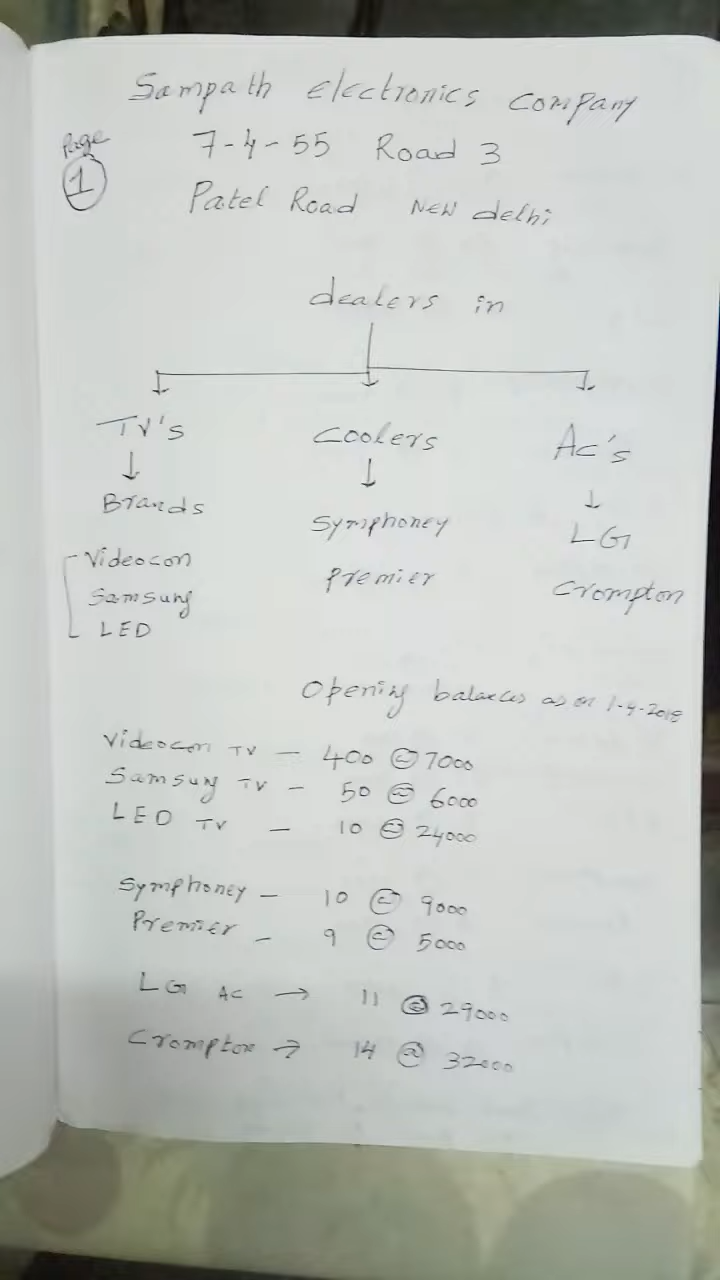 Sampath electronics company
Page
1
7-4-55 Road 3
Patel Road New delhi
dealers in
TV's Coolers Ac's
Brands Symphoney LG
Videocon Premier Crompton
Samsung
LED
Opening balances as on 1-4-2018
Videocon TV - 400 @ 7000
Samsung TV - 50 @ 6000
LED TV - 10 @ 24000
Symphoney - 10 @ 9000
Premier - 9 @ 5000
LG AC → 11 @ 29000
Crompton → 14 @ 32000